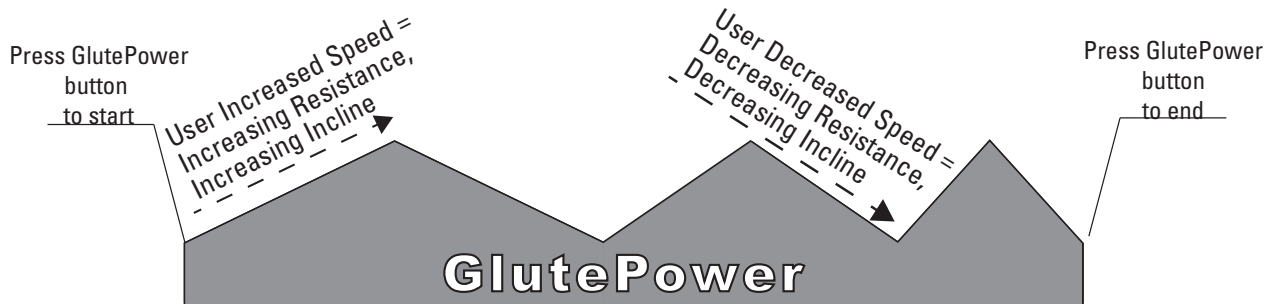 Press GlutePower
button
to start
User Increased Speed =
Increasing Resistance,
Increasing Incline
User Decreased Speed =
Decreasing Resistance,
Decreasing Incline
Press GlutePower
button
to end
GlutePower